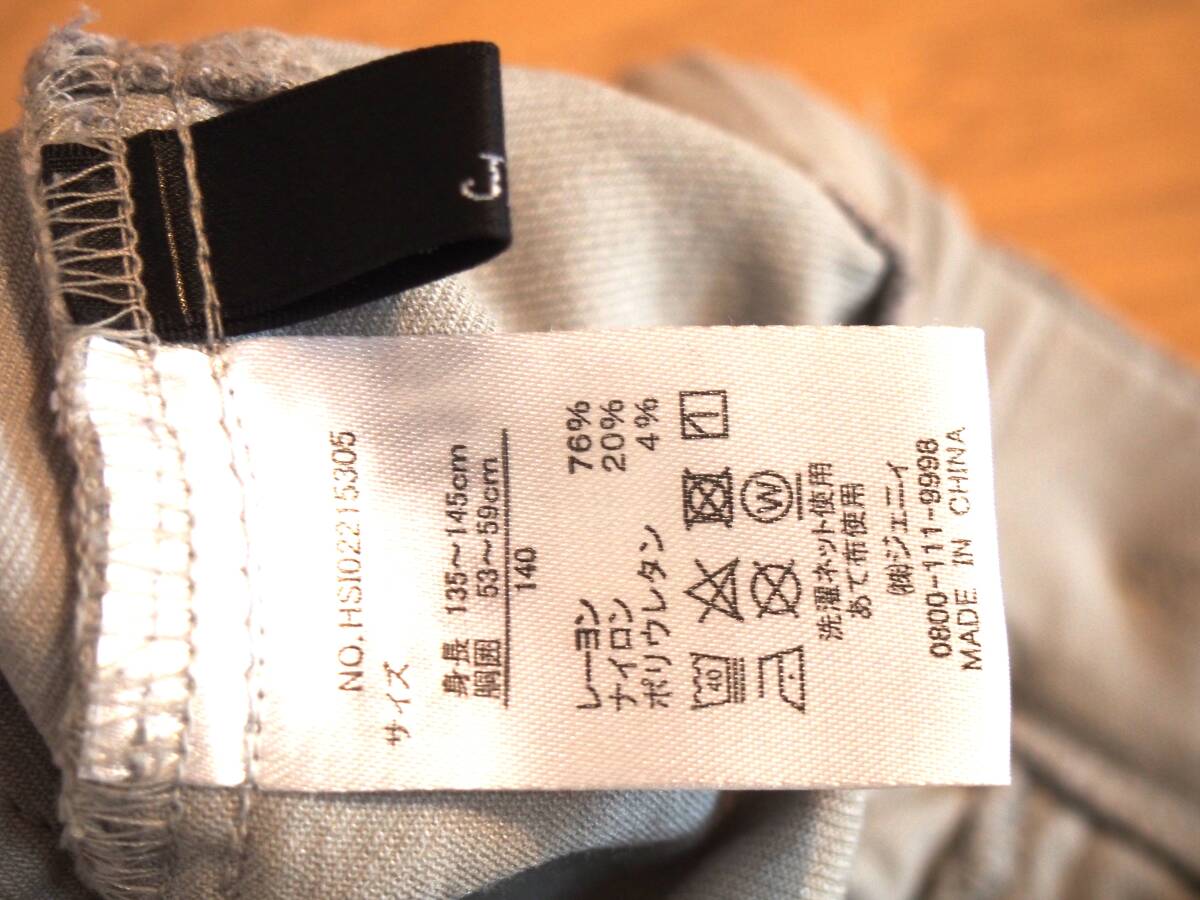 NO.HSI02215305
サイズ
身長 135～145cm
胴囲 53～59cm
140
レーヨン 76%
ナイロン 20%
ポリウレタン 4%
40
W
洗濯ネット使用
あて布使用
㈱ジェニィ
0800-111-9998
MADE IN CHINA